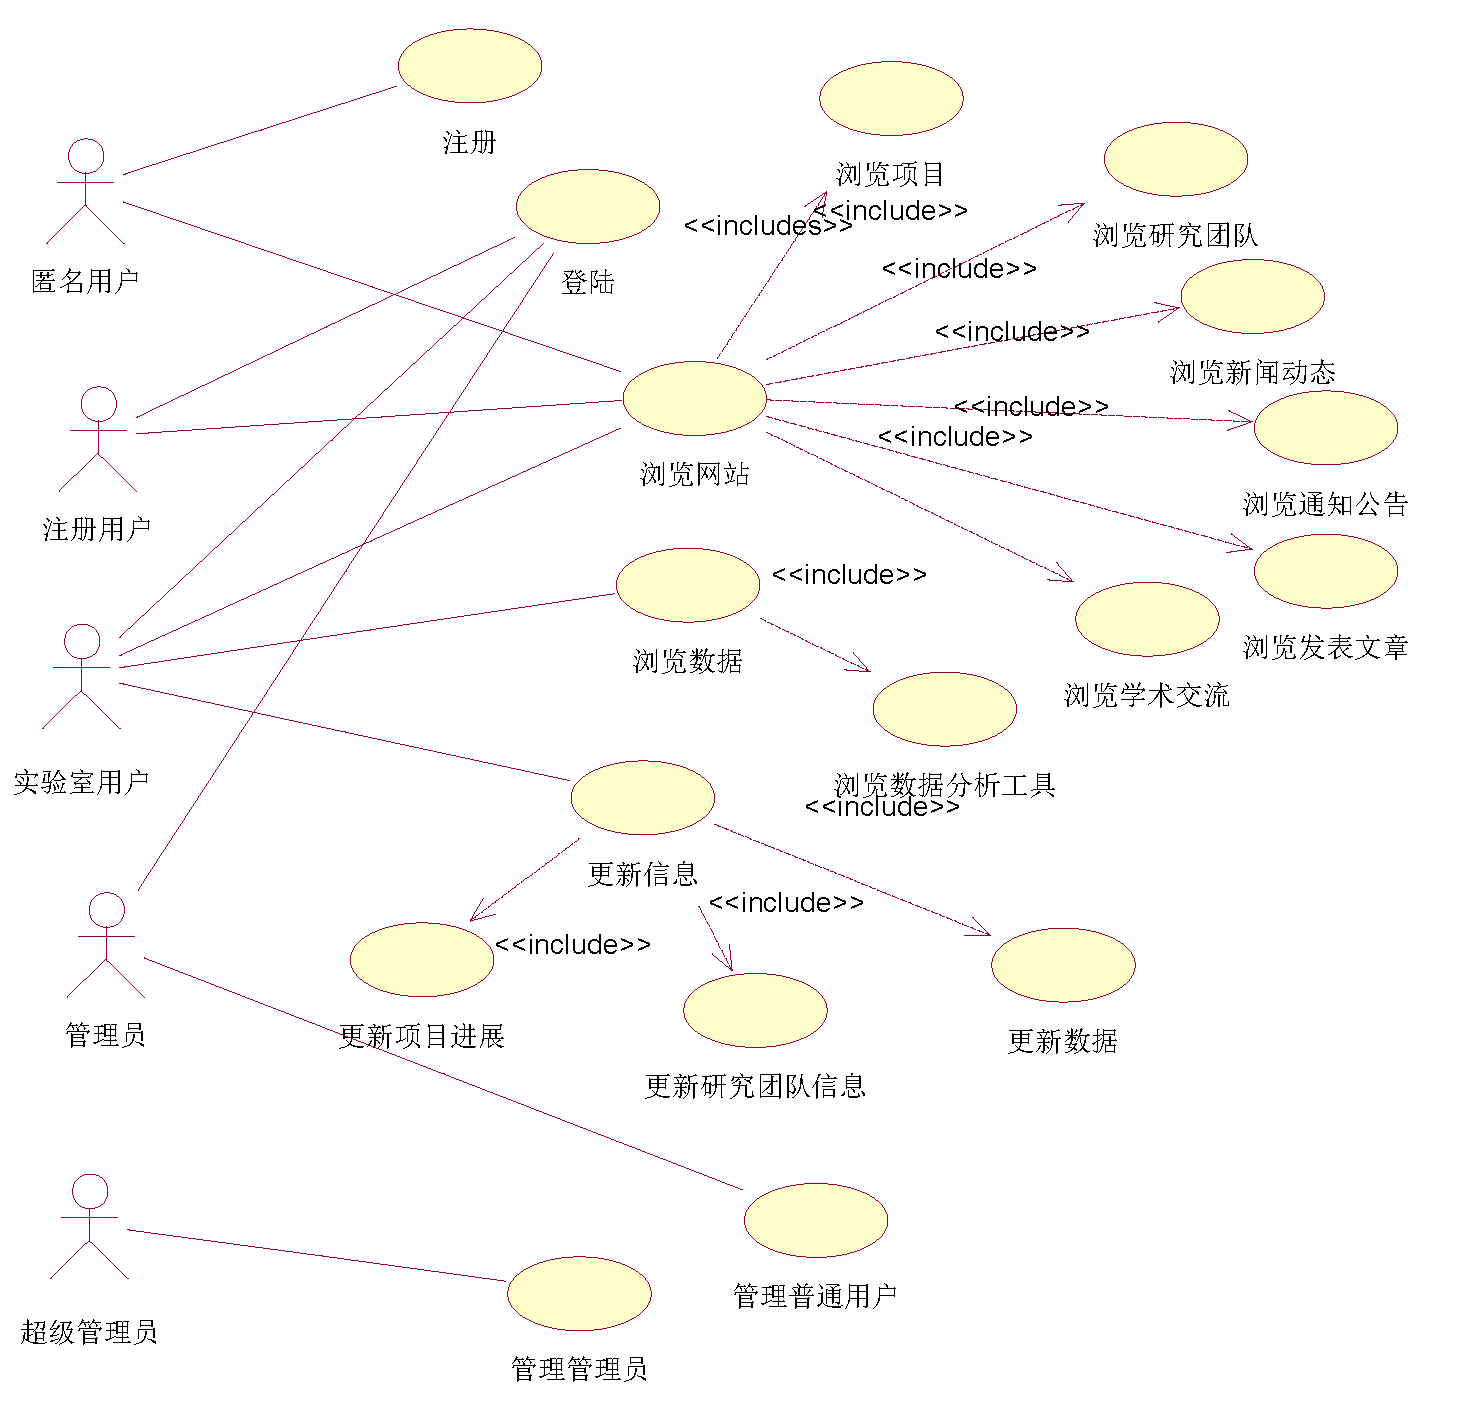 注册
浏览项目
<<includes>>
<<include>>
浏览研究团队
匿名用户
登陆
<<include>>
<<include>>
浏览新闻动态
<<include>>
<<include>>
浏览网站
浏览通知公告
注册用户
<<include>>
浏览数据
浏览发表文章
浏览学术交流
实验室用户
浏览数据分析工具
<<include>>
更新信息
<<include>>
<<include>>
管理员
更新项目进展
更新数据
更新研究团队信息
管理普通用户
超级管理员
管理管理员